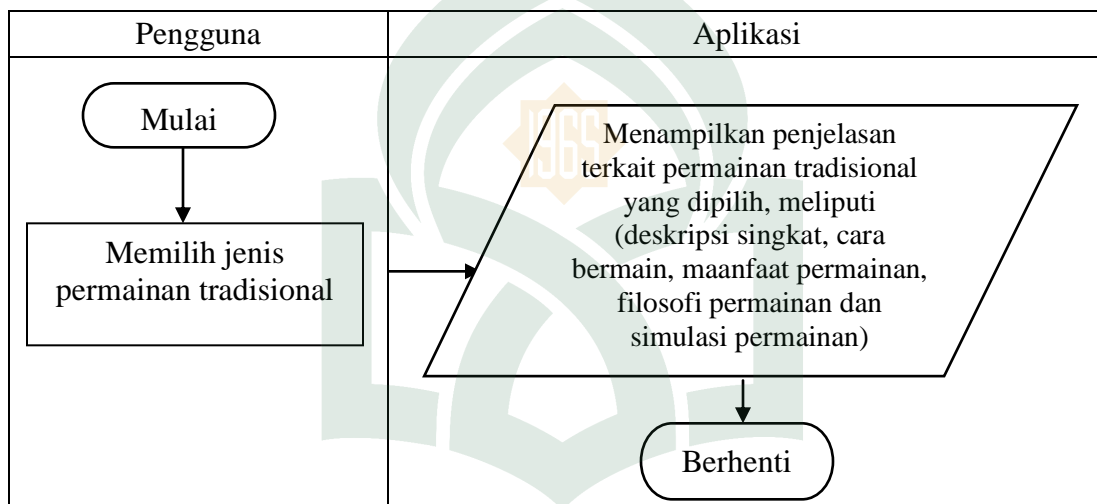 Pengguna
Aplikasi
Mulai
Memilih jenis
permainan tradisional
Menampilkan penjelasan
terkait permainan tradisional
yang dipilih, meliputi
(deskripsi singkat, cara
bermain, maanfaat permainan,
filosofi permainan dan
simulasi permainan)
Berhenti
1965